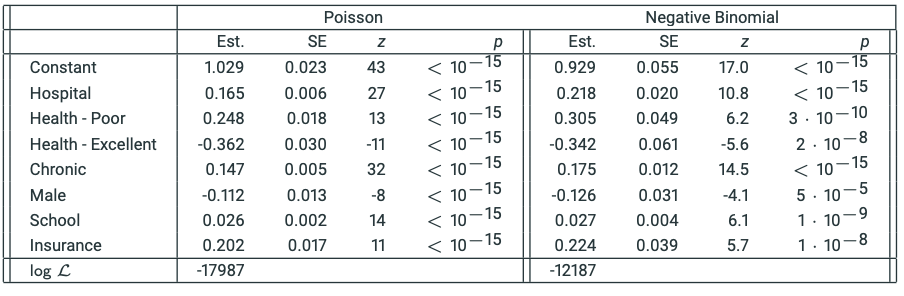 Poisson Negative Binomial
Est. SE z p Est. SE z p
Constant 1.029 0.023 43 < 10⁻¹⁵ 0.929 0.055 17.0 < 10⁻¹⁵
Hospital 0.165 0.006 27 < 10⁻¹⁵ 0.218 0.020 10.8 < 10⁻¹⁵
Health - Poor 0.248 0.018 13 < 10⁻¹⁵ 0.305 0.049 6.2 3 · 10⁻¹⁰
Health - Excellent -0.362 0.030 -11 < 10⁻¹⁵ -0.342 0.061 -5.6 2 · 10⁻⁸
Chronic 0.147 0.005 32 < 10⁻¹⁵ 0.175 0.012 14.5 < 10⁻¹⁵
Male -0.112 0.013 -8 < 10⁻¹⁵ -0.126 0.031 -4.1 5 · 10⁻⁵
School 0.026 0.002 14 < 10⁻¹⁵ 0.027 0.004 6.1 1 · 10⁻⁹
Insurance 0.202 0.017 11 < 10⁻¹⁵ 0.224 0.039 5.7 1 · 10⁻⁸
log ℒ -17987 -12187